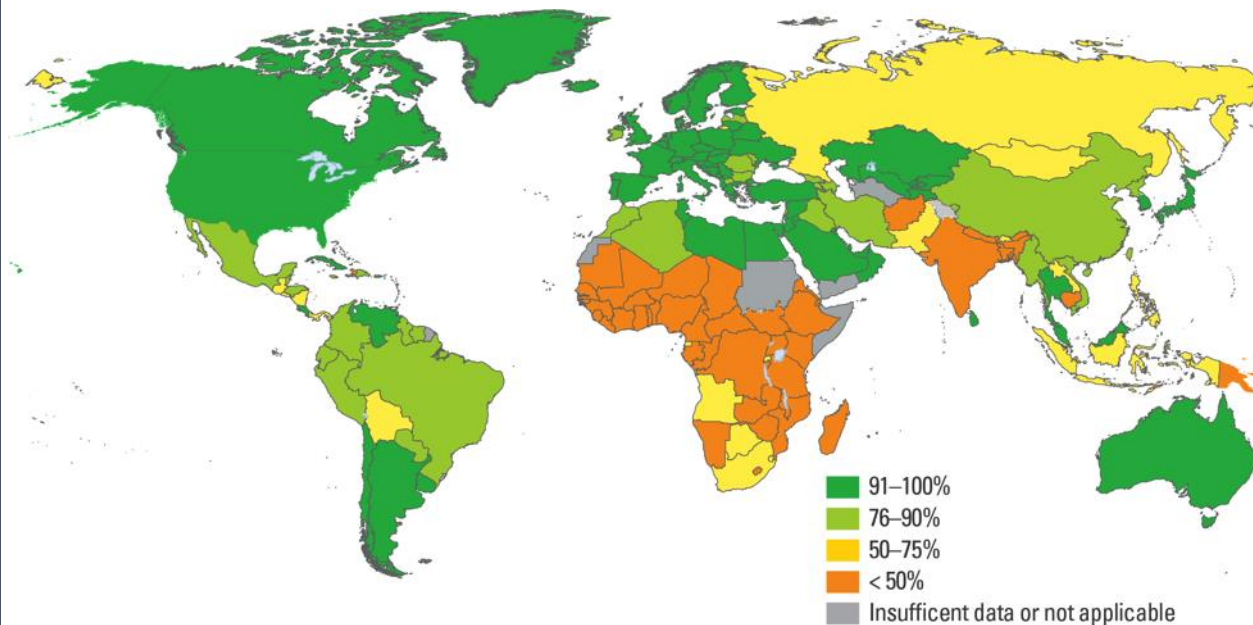 91–100%
76–90%
50–75%
< 50%
Insufficent data or not applicable